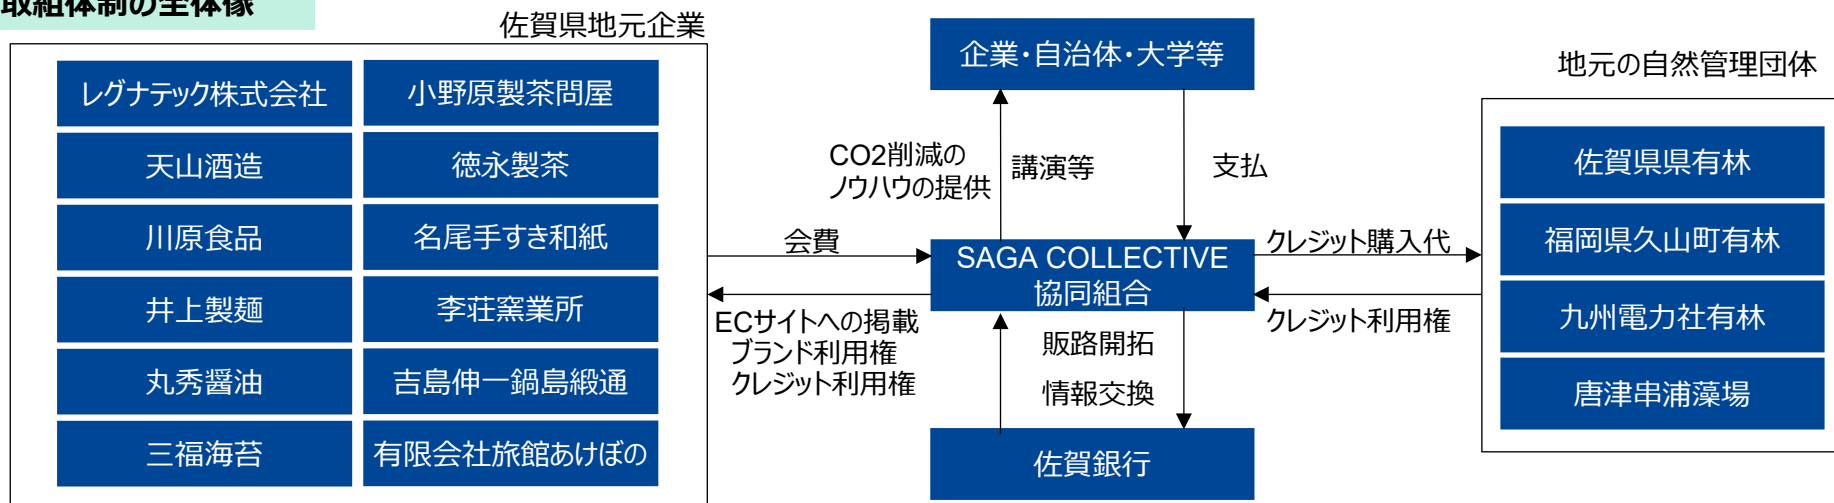 取組体制の全体像
佐賀県地元企業
レグナテック株式会社
小野原製茶問屋
天山酒造
徳永製茶
川原食品
名尾手すき和紙
井上製麺
李荘窯業所
丸秀醤油
吉島伸一鍋島緞通
三福海苔
有限会社旅館あけぼの
会費
ECサイトへの掲載
ブランド利用権
クレジット利用権
企業・自治体・大学等
CO2削減の
ノウハウの提供
講演等
支払
SAGA COLLECTIVE
協同組合
販路開拓
情報交換
佐賀銀行
クレジット購入代
クレジット利用権
地元の自然管理団体
佐賀県県有林
福岡県久山町有林
九州電力社有林
唐津串浦藻場